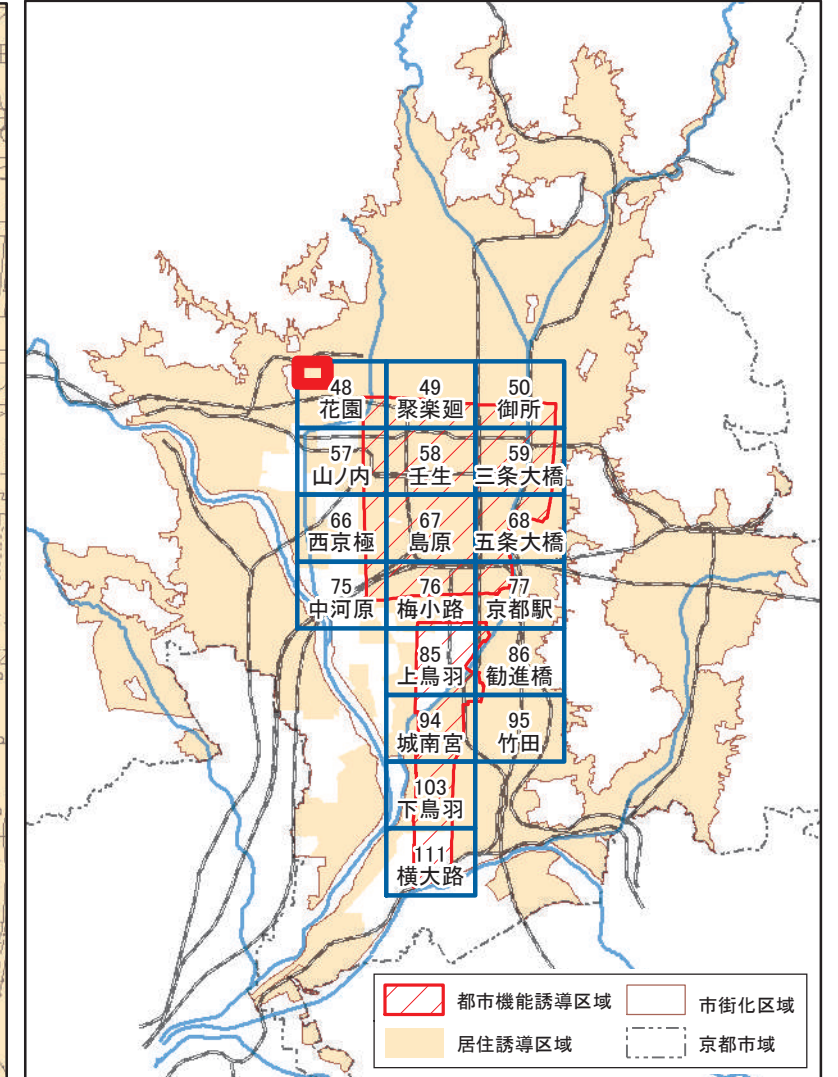 48
花園
49
聚楽廻
50
御所
57
山ノ内
58
壬生
59
三条大橋
66
西京極
67
島原
68
五条大橋
75
中河原
76
梅小路
77
京都駅
85
上鳥羽
86
勧進橋
94
城南宮
95
竹田
103
下鳥羽
111
横大路
都市機能誘導区域
市街化区域
居住誘導区域
京都市域